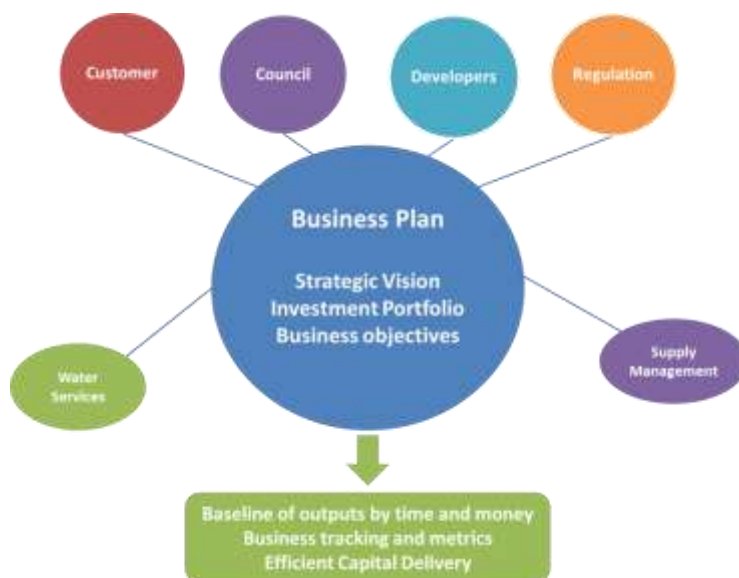 Customer
Council
Developers
Regulation
Business Plan
Strategic Vision
Investment Portfolio
Business objectives
Water
Services
Supply
Management
Baseline of outputs by time and money
Business tracking and metrics
Efficient Capital Delivery